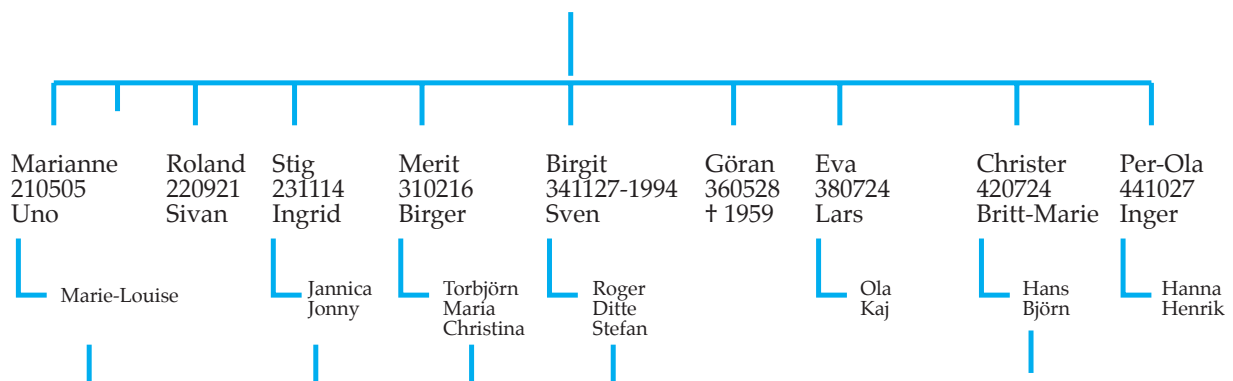 Marianne
210505
Uno
Roland
220921
Sivan
Stig
231114
Ingrid
Merit
310216
Birger
Birgit
341127-1994
Sven
Göran
360528
† 1959
Eva
380724
Lars
Christer
420724
Britt-Marie
Per-Ola
441027
Inger
Marie-Louise
Jannica
Jonny
Torbjörn
Maria
Christina
Roger
Ditte
Stefan
Ola
Kaj
Hans
Björn
Hanna
Henrik